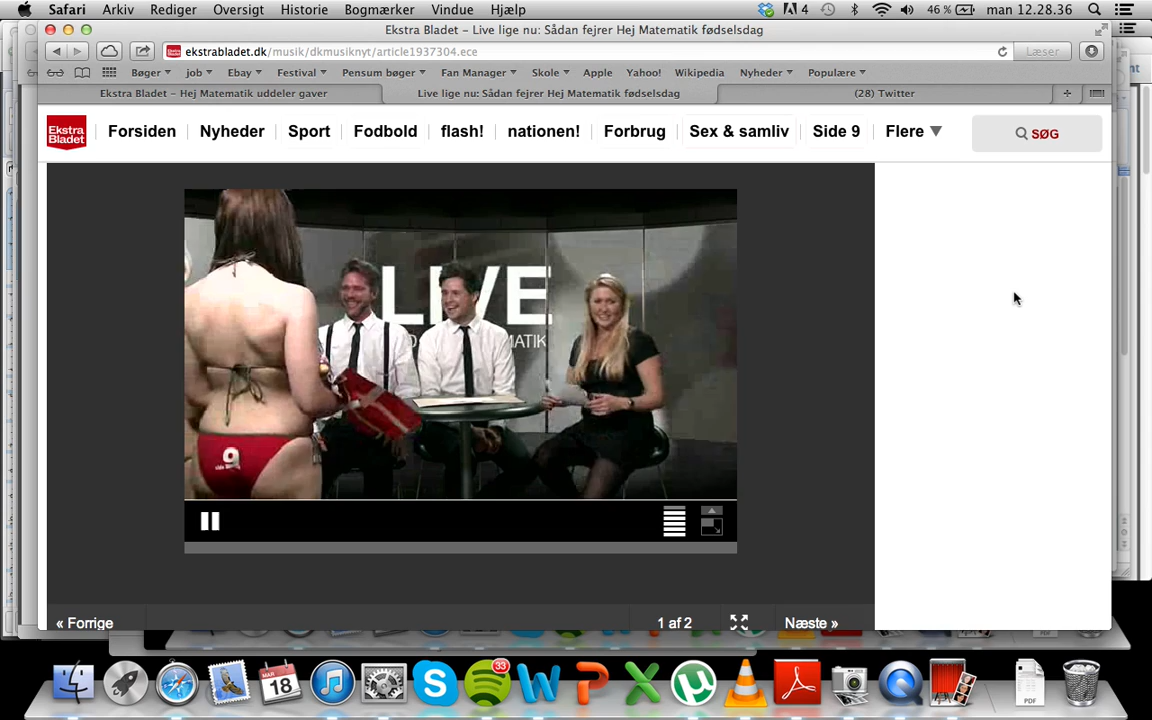 Safari Arkiv Rediger Oversigt Historie Bogmærker Vindue Hjælp 4 46 % man 12.28.36
Ekstra Bladet – Live lige nu: Sådan fejrer Hej Matematik fødselsdag
ekstrabladet.dk/musik/dkmusiknyt/article1937304.ece Læser
Bøger job Ebay Festival Pensum bøger Fan Manager Skole Apple Yahoo! Wikipedia Nyheder Populære
Ekstra Bladet – Hej Matematik uddeler gaver Live lige nu: Sådan fejrer Hej Matematik fødselsdag (28) Twitter
Ekstra
Bladet
Forsiden Nyheder Sport Fodbold flash! nationen! Forbrug Sex & samliv Side 9 Flere SØG
LIVE
MATIK
9
« Forrige 1 af 2 Næste »
MAR
18
33
PDF